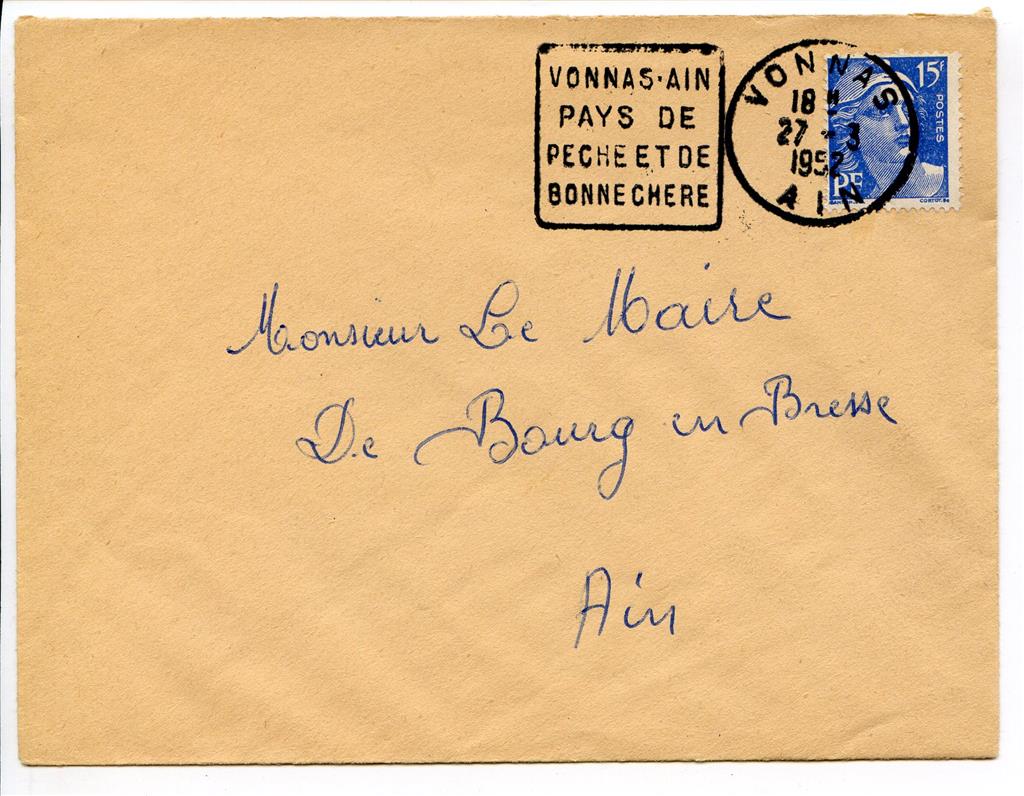 VONNAS·AIN
PAYS DE
PECHE ET DE
BONNE CHERE
VONNAS
18 H
27 - 3
1952
AIN
15F
POSTES
RF
Monsieur Le Maire
De Bourg en Bresse
Ain